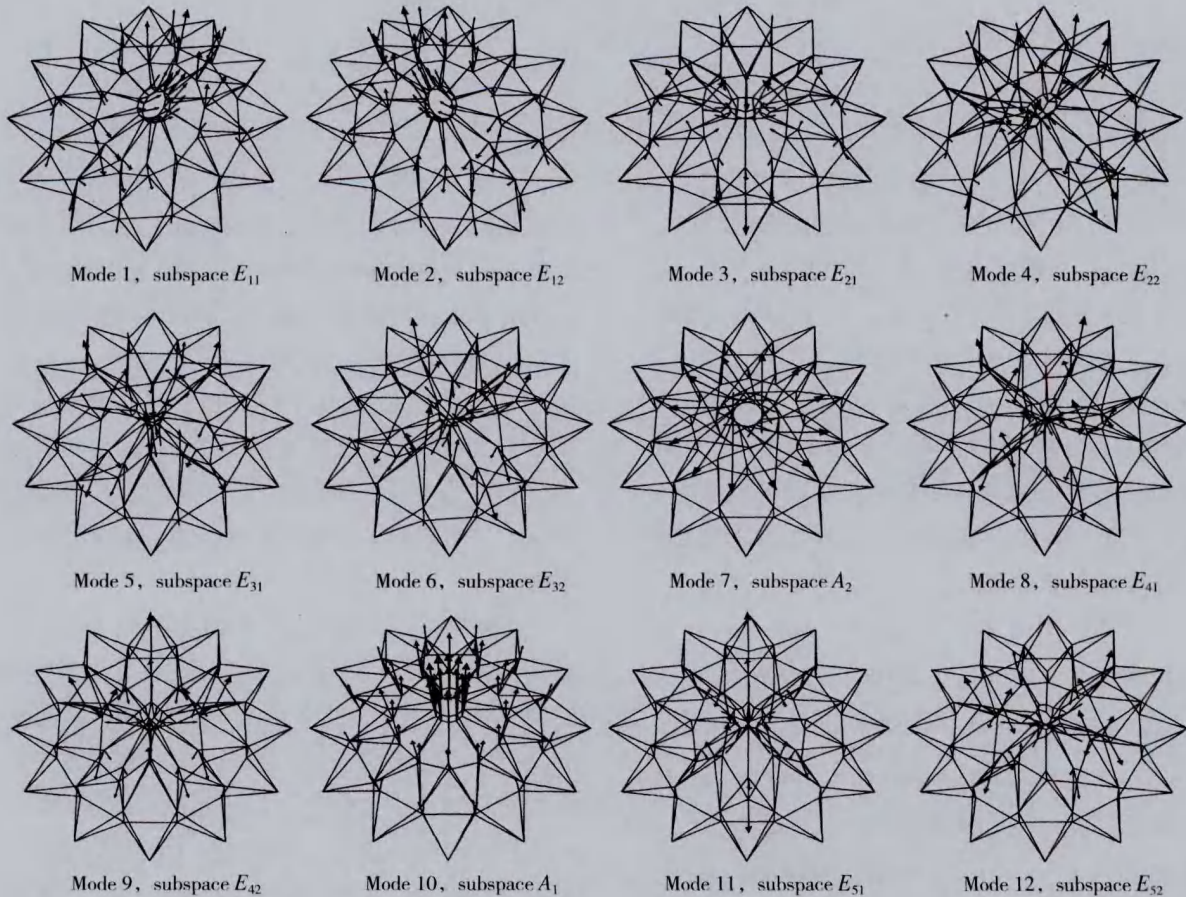 Mode 1, subspace E₁₁
Mode 2, subspace E₁₂
Mode 3, subspace E₂₁
Mode 4, subspace E₂₂
Mode 5, subspace E₃₁
Mode 6, subspace E₃₂
Mode 7, subspace A₂
Mode 8, subspace E₄₁
Mode 9, subspace E₄₂
Mode 10, subspace A₁
Mode 11, subspace E₅₁
Mode 12, subspace E₅₂